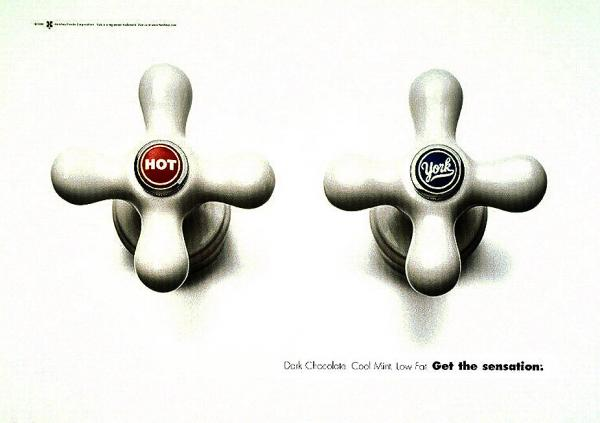 HOT
York
Dark Chocolate. Cool Mint. Low Fat. Get the sensation.